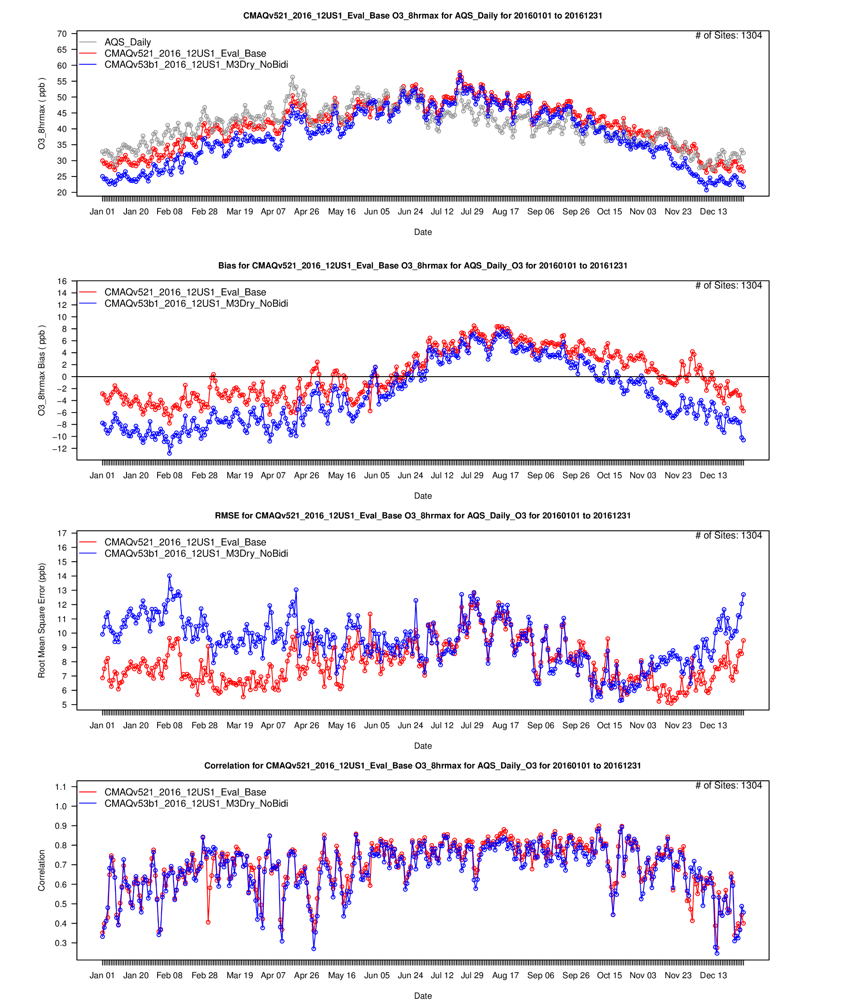 CMAQv521_2016_12US1_Eval_Base O3_8hrmax for AQS_Daily for 20160101 to 20161231
# of Sites: 1304
AQS_Daily
CMAQv521_2016_12US1_Eval_Base
CMAQv53b1_2016_12US1_M3Dry_NoBidi
O3_8hrmax ( ppb )
70
65
60
55
50
45
40
35
30
25
20
Jan 01 Jan 20 Feb 08 Feb 28 Mar 19 Apr 07 Apr 26 May 16 Jun 05 Jun 24 Jul 12 Jul 29 Aug 17 Sep 06 Sep 26 Oct 15 Nov 03 Nov 23 Dec 13
Date
Bias for CMAQv521_2016_12US1_Eval_Base O3_8hrmax for AQS_Daily_O3 for 20160101 to 20161231
# of Sites: 1304
CMAQv521_2016_12US1_Eval_Base
CMAQv53b1_2016_12US1_M3Dry_NoBidi
O3_8hrmax Bias ( ppb )
16
14
12
10
8
6
4
2
0
−2
−4
−6
−8
−10
−12
Jan 01 Jan 20 Feb 08 Feb 28 Mar 19 Apr 07 Apr 26 May 16 Jun 05 Jun 24 Jul 12 Jul 29 Aug 17 Sep 06 Sep 26 Oct 15 Nov 03 Nov 23 Dec 13
Date
RMSE for CMAQv521_2016_12US1_Eval_Base O3_8hrmax for AQS_Daily_O3 for 20160101 to 20161231
# of Sites: 1304
CMAQv521_2016_12US1_Eval_Base
CMAQv53b1_2016_12US1_M3Dry_NoBidi
Root Mean Square Error (ppb)
17
16
15
14
13
12
11
10
9
8
7
6
5
Jan 01 Jan 20 Feb 08 Feb 28 Mar 19 Apr 07 Apr 26 May 16 Jun 05 Jun 24 Jul 12 Jul 29 Aug 17 Sep 06 Sep 26 Oct 15 Nov 03 Nov 23 Dec 13
Date
Correlation for CMAQv521_2016_12US1_Eval_Base O3_8hrmax for AQS_Daily_O3 for 20160101 to 20161231
# of Sites: 1304
CMAQv521_2016_12US1_Eval_Base
CMAQv53b1_2016_12US1_M3Dry_NoBidi
Correlation
1.1
1.0
0.9
0.8
0.7
0.6
0.5
0.4
0.3
Jan 01 Jan 20 Feb 08 Feb 28 Mar 19 Apr 07 Apr 26 May 16 Jun 05 Jun 24 Jul 12 Jul 29 Aug 17 Sep 06 Sep 26 Oct 15 Nov 03 Nov 23 Dec 13
Date